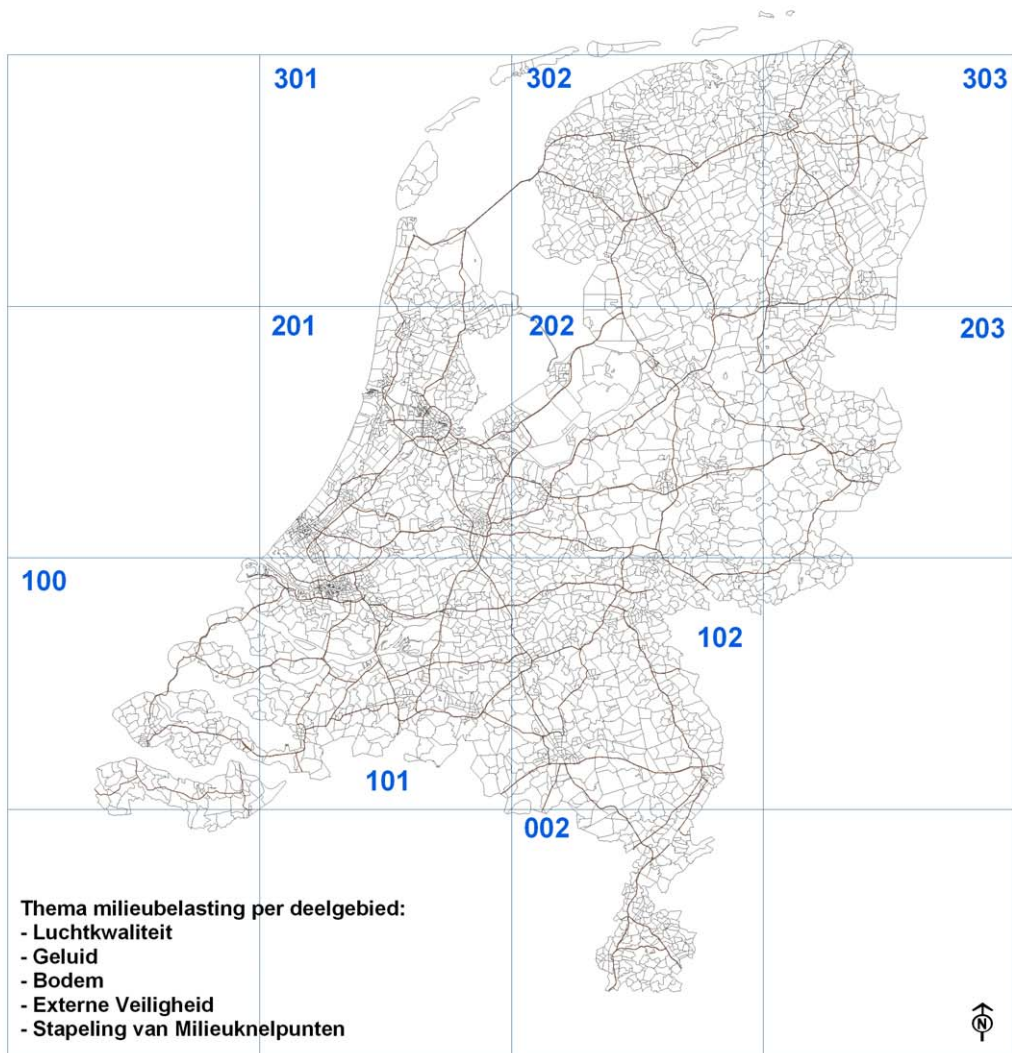 301
302
303
201
202
203
100
102
101
002
Thema milieubelasting per deelgebied:
- Luchtkwaliteit
- Geluid
- Bodem
- Externe Veiligheid
- Stapeling van Milieuknelpunten
N